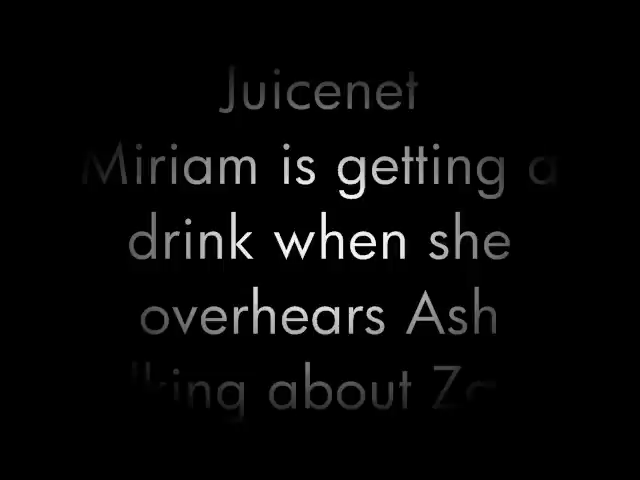 Juicenet
Miriam is getting a
drink when she
overhears Ash
about